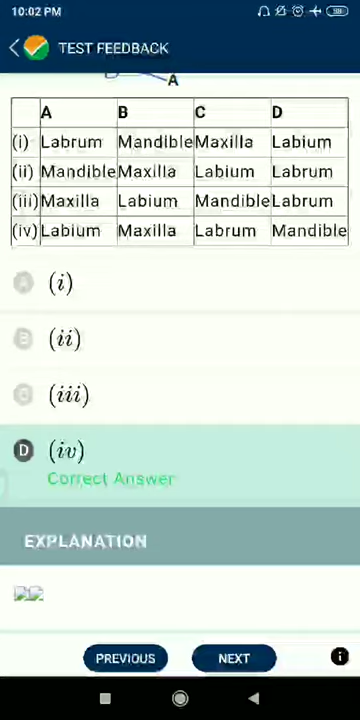 10:02 PM
TEST FEEDBACK
A
A B C D
(i) Labrum Mandible Maxilla Labium
(ii) Mandible Maxilla Labium Labrum
(iii) Maxilla Labium Mandible Labrum
(iv) Labium Maxilla Labrum Mandible
A (i)
B (ii)
C (iii)
D (iv)
Correct Answer
EXPLANATION
PREVIOUS NEXT